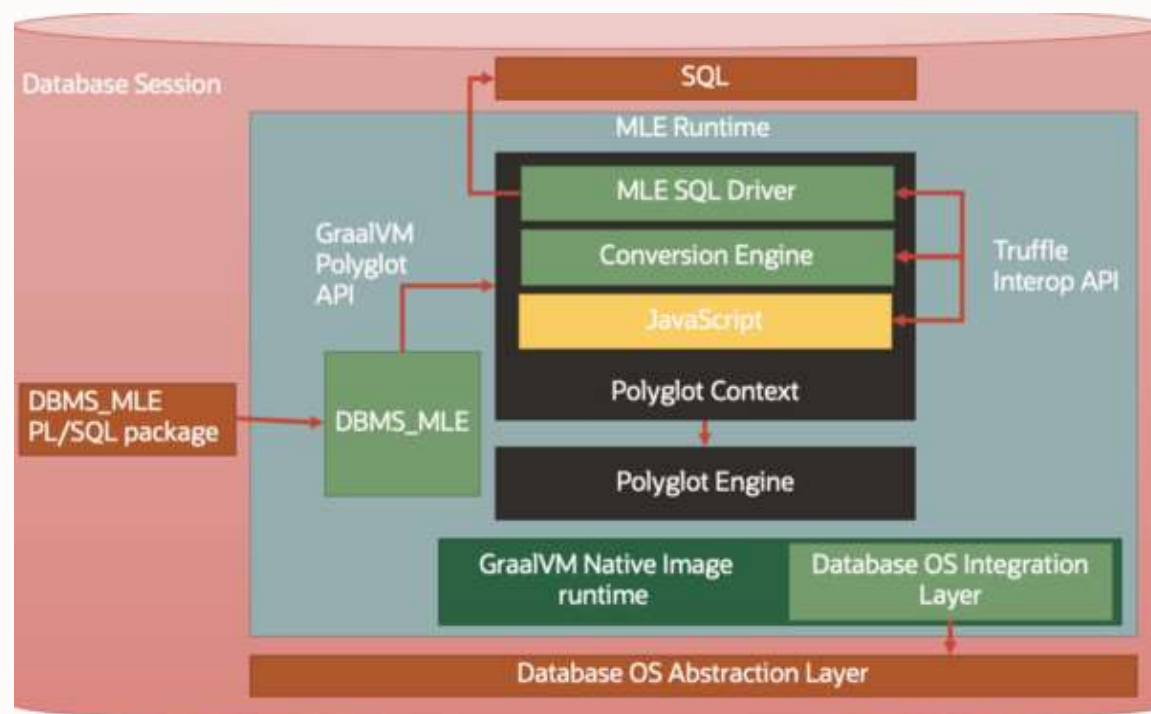 Database Session
SQL
MLE Runtime
MLE SQL Driver
GraalVM
Polyglot
API
Conversion Engine
Truffle
Interop API
JavaScript
Polyglot Context
DBMS_MLE
PL/SQL package
DBMS_MLE
Polyglot Engine
GraalVM Native Image
runtime
Database OS Integration
Layer
Database OS Abstraction Layer